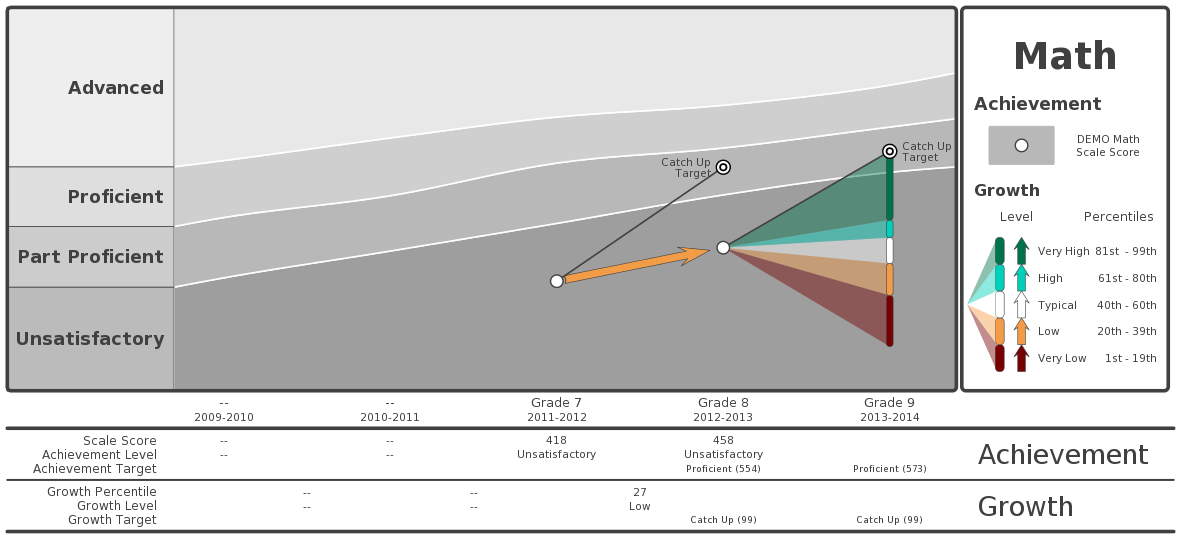 Advanced
Proficient
Part Proficient
Unsatisfactory
Catch Up
Target
Catch Up
Target
Math
Achievement
DEMO Math
Scale Score
Growth
Level Percentiles
Very High 81st - 99th
High 61st - 80th
Typical 40th - 60th
Low 20th - 39th
Very Low 1st - 19th
-- -- Grade 7 Grade 8 Grade 9
2009-2010 2010-2011 2011-2012 2012-2013 2013-2014
Scale Score -- -- 418 458
Achievement Level -- -- Unsatisfactory Unsatisfactory
Achievement Target Proficient (554) Proficient (573)
Achievement
Growth Percentile -- -- 27
Growth Level -- -- Low
Growth Target Catch Up (99) Catch Up (99)
Growth